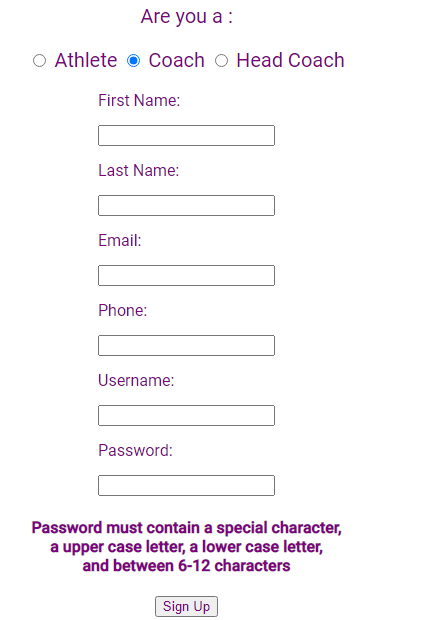 Are you a :
Athlete Coach Head Coach
First Name:
Last Name:
Email:
Phone:
Username:
Password:
Password must contain a special character,
a upper case letter, a lower case letter,
and between 6-12 characters
Sign Up